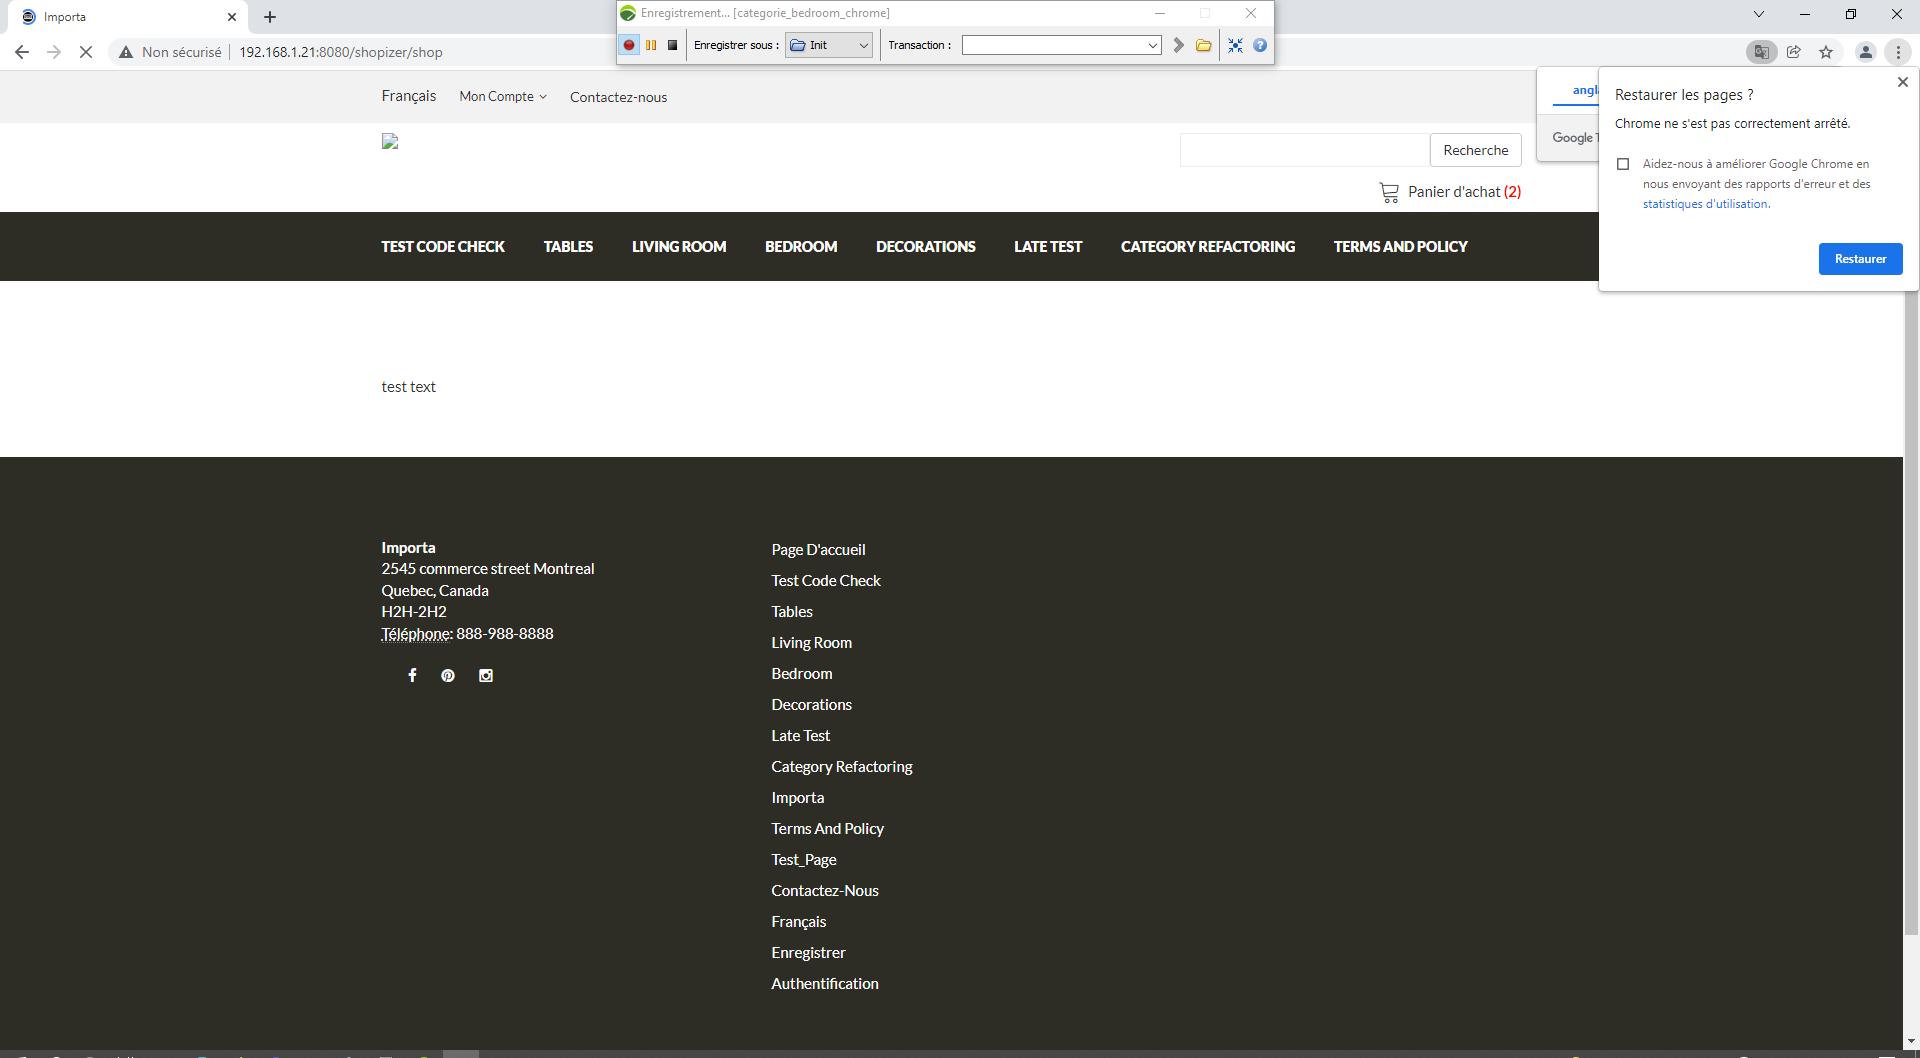 Importa
Enregistrement... [categorie_bedroom_chrome]
Enregistrer sous :
Init
Transaction :
Non sécurisé
192.168.1.21:8080/shopizer/shop
Français
Mon Compte
Contactez-nous
Recherche
Panier d'achat (2)
Google
Restaurer les pages ?
Chrome ne s'est pas correctement arrêté.
Aidez-nous à améliorer Google Chrome en
nous envoyant des rapports d'erreur et des
statistiques d'utilisation.
Restaurer
TEST CODE CHECK
TABLES
LIVING ROOM
BEDROOM
DECORATIONS
LATE TEST
CATEGORY REFACTORING
TERMS AND POLICY
test text
Importa
2545 commerce street Montreal
Quebec, Canada
H2H-2H2
Téléphone: 888-988-8888
Page D'accueil
Test Code Check
Tables
Living Room
Bedroom
Decorations
Late Test
Category Refactoring
Importa
Terms And Policy
Test_Page
Contactez-Nous
Français
Enregistrer
Authentification